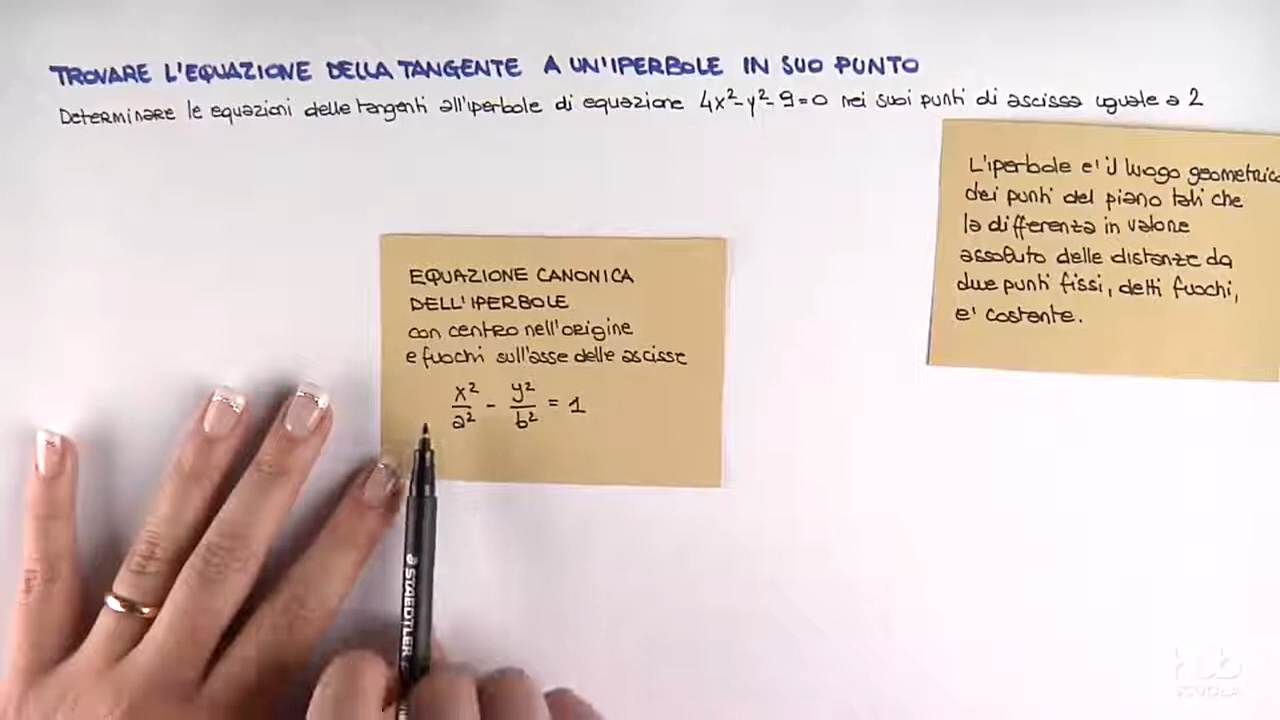 TROVARE L'EQUAZIONE DELLA TANGENTE A UN'IPERBOLE IN SUO PUNTO
Determinare le equazioni delle tangenti all'iperbole di equazione 4x²-y²-9=0 nei suoi punti di ascissa uguale a 2
L'iperbole e' il luogo geometrico
dei punti del piano tali che
la differenza in valore
assoluto delle distanze da
due punti fissi, detti fuochi,
e' costante.
EQUAZIONE CANONICA
DELL'IPERBOLE
con centro nell'origine
e fuochi sull'asse delle ascisse
x²/a² - y²/b² = 1
STAEDTLER
hub
SCUOLA